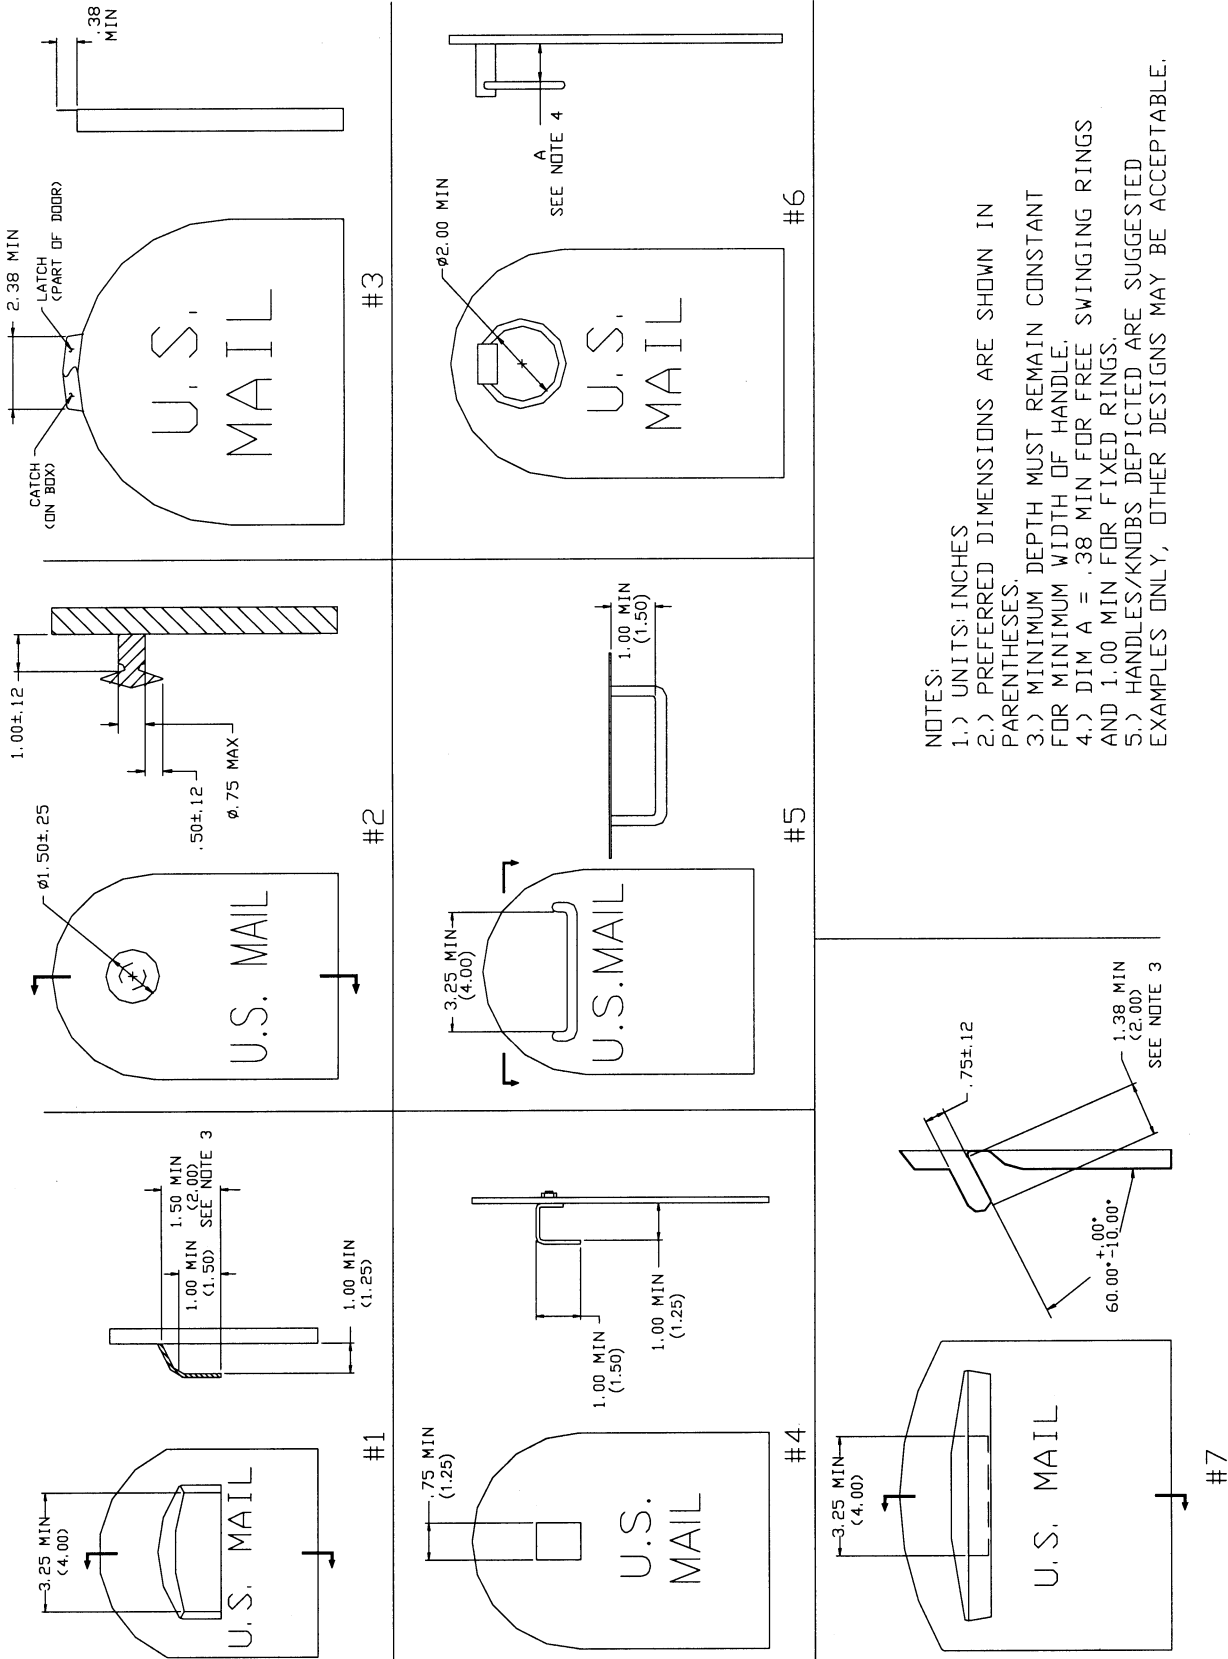 3.25 MIN
(4.00)
U.S. MAIL
1.50 MIN
(2.00)
SEE NOTE 3
1.00 MIN
(1.50)
1.00 MIN
(1.25)
#1
Ø1.50±.25
U.S. MAIL
1.00±.12
.50±.12
Ø.75 MAX
#2
2.38 MIN
CATCH
(ON BOX)
LATCH
(PART OF DOOR)
U.S.
MAIL
.38
MIN
#3
.75 MIN
(1.25)
U.S.
MAIL
1.00 MIN
(1.50)
1.00 MIN
(1.25)
#4
3.25 MIN
(4.00)
U.S.MAIL
1.00 MIN
(1.50)
#5
Ø2.00 MIN
U.S.
MAIL
A
SEE NOTE 4
#6
3.25 MIN
(4.00)
U.S. MAIL
60.00°+.00°-10.00°
.75±.12
1.38 MIN
(2.00)
SEE NOTE 3
#7
NOTES:
1.) UNITS: INCHES
2.) PREFERRED DIMENSIONS ARE SHOWN IN
PARENTHESES.
3.) MINIMUM DEPTH MUST REMAIN CONSTANT
FOR MINIMUM WIDTH OF HANDLE.
4.) DIM A = .38 MIN FOR FREE SWINGING RINGS
AND 1.00 MIN FOR FIXED RINGS.
5.) HANDLES/KNOBS DEPICTED ARE SUGGESTED
EXAMPLES ONLY, OTHER DESIGNS MAY BE ACCEPTABLE.